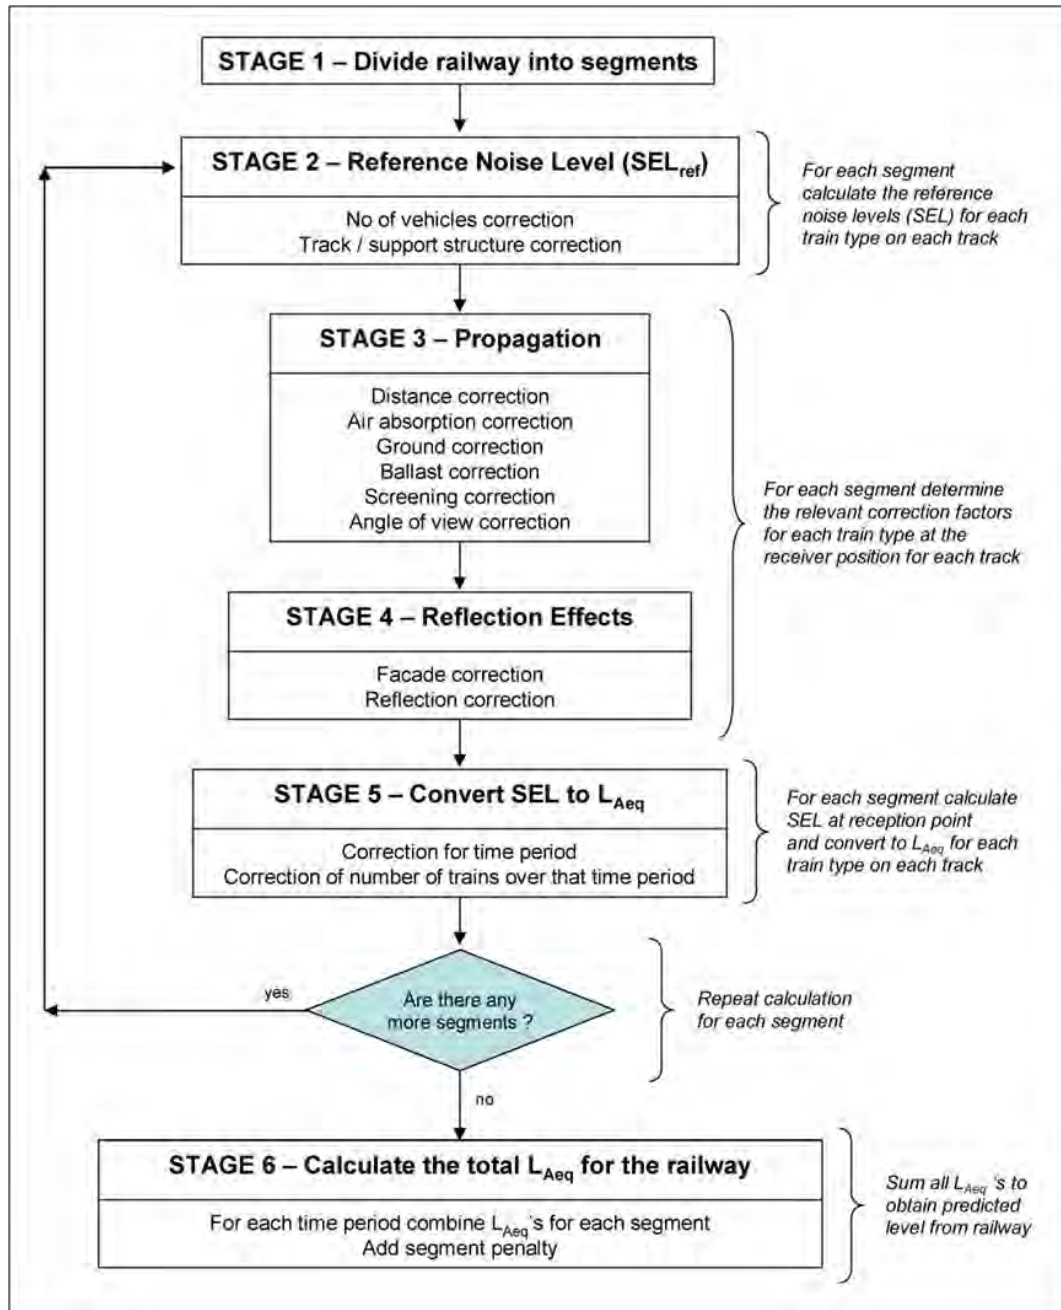 STAGE 1 – Divide railway into segments
STAGE 2 – Reference Noise Level (SELref)
No of vehicles correction
Track / support structure correction
For each segment
calculate the reference
noise levels (SEL) for each
train type on each track
STAGE 3 – Propagation
Distance correction
Air absorption correction
Ground correction
Ballast correction
Screening correction
Angle of view correction
For each segment determine
the relevant correction factors
for each train type at the
receiver position for each track
STAGE 4 – Reflection Effects
Facade correction
Reflection correction
STAGE 5 – Convert SEL to LAeq
Correction for time period
Correction of number of trains over that time period
For each segment calculate
SEL at reception point
and convert to LAeq for each
train type on each track
yes
Are there any
more segments ?
Repeat calculation
for each segment
no
STAGE 6 – Calculate the total LAeq for the railway
For each time period combine LAeq's for each segment
Add segment penalty
Sum all LAeq 's to
obtain predicted
level from railway